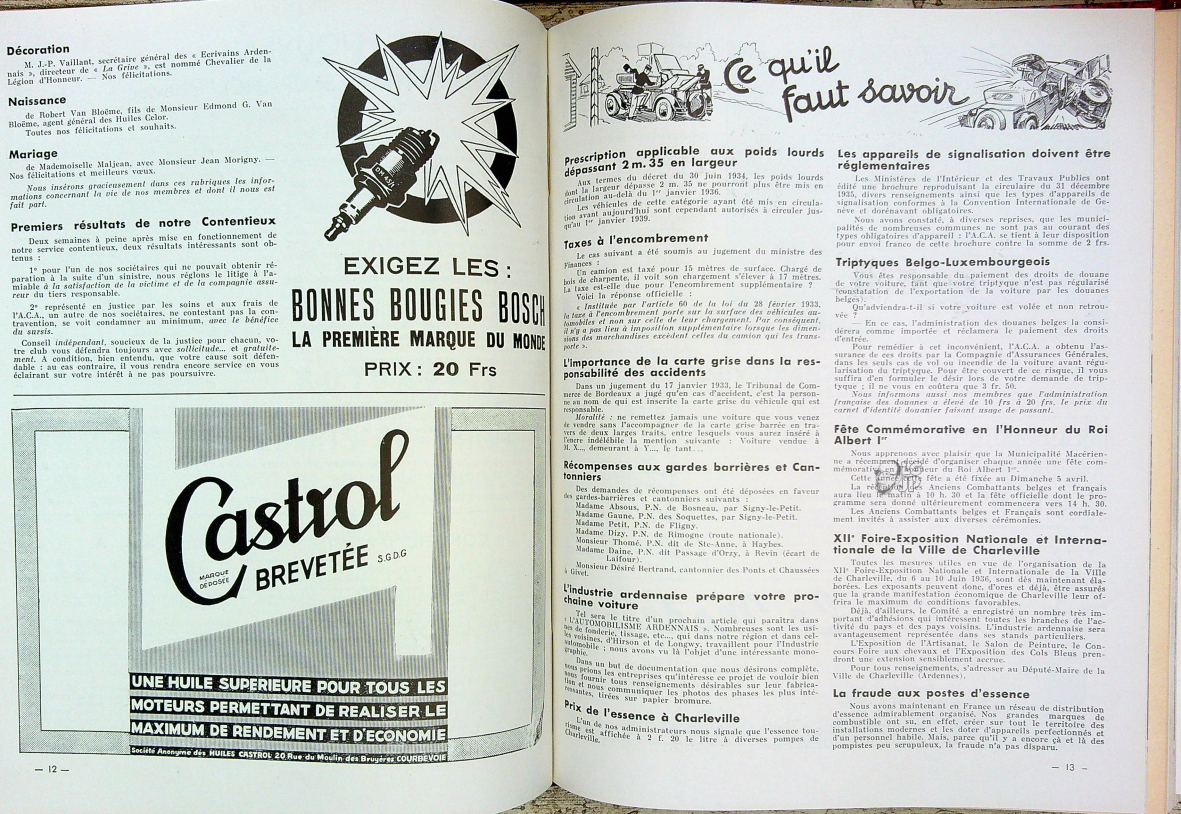 Décoration
M. J.-P. Vaillant, secrétaire général des « Ecrivains Arden-
nais », directeur de « La Grive », est nommé Chevalier de la
Légion d'Honneur. — Nos félicitations.
Naissance
de Robert Van Bloême, fils de Monsieur Edmond G. Van
Bloême, agent général des Huiles Celor.
Toutes nos félicitations et souhaits.
Mariage
de Mademoiselle Maljean, avec Monsieur Jean Morigny. —
Nos félicitations et meilleurs vœux.
Nous insérons gracieusement dans ces rubriques les infor-
mations concernant la vie de nos membres et dont il nous est
fait part.
Premiers résultats de notre Contentieux
Deux semaines à peine après mise en fonctionnement de
notre service contentieux, deux résultats intéressants sont ob-
tenus :
1° pour l'un de nos sociétaires qui ne pouvait obtenir ré-
paration à la suite d'un sinistre, nous réglons le litige à l'a-
miable à la satisfaction de la victime et de la compagnie assu-
reur du tiers responsable.
2° représenté en justice par les soins et aux frais de
l'A.C.A., un autre de nos sociétaires, ne contestant pas la con-
travention, se voit condamner au minimum, avec le bénéfice
du sursis.
Conseil indépendant, soucieux de la justice pour chacun, vo-
tre club vous défendra toujours avec sollicitude... et gratuite-
ment. A condition, bien entendu, que votre cause soit défen-
dable : au cas contraire, il vous rendra encore service en vous
éclairant sur votre intérêt à ne pas poursuivre.
EXIGEZ LES :
BONNES BOUGIES BOSCH
LA PREMIÈRE MARQUE DU MONDE
PRIX : 20 Frs
Castrol
MARQUE
DÉPOSÉE
BREVETÉE S.G.D.G
UNE HUILE SUPERIEURE POUR TOUS LES
MOTEURS PERMETTANT DE REALISER LE
MAXIMUM DE RENDEMENT ET D'ECONOMIE
Société Anonyme des HUILES CASTROL 20 Rue du Moulin des Bruyères COURBEVOIE
— 12 —
Ce qu'il
faut savoir
Prescription applicable aux poids lourds
dépassant 2 m. 35 en largeur
Aux termes du décret du 30 juin 1934, les poids lourds
dont la largeur dépasse 2 m. 35 ne pourront plus être mis en
circulation au-delà du 1er janvier 1936.
Les véhicules de cette catégorie ayant été mis en circula-
tion avant aujourd'hui sont cependant autorisés à circuler jus-
qu'au 1er janvier 1939.
Taxes à l'encombrement
Le cas suivant a été soumis au jugement du ministre des
Finances :
Un camion est taxé pour 15 mètres de surface. Chargé de
bois de charpente, il voit son chargement s'élever à 17 mètres.
La taxe est-elle due pour l'encombrement supplémentaire ?
Voici la réponse officielle :
« Instituée par l'article 60 de la loi du 28 février 1933,
la taxe à l'encombrement porte sur la surface des véhicules au-
tomobiles et non sur celle de leur chargement. Par conséquent,
il n'y a pas lieu à imposition supplémentaire lorsque les dimen-
sions des marchandises excèdent celles du camion qui les trans-
porte ».
L'importance de la carte grise dans la res-
ponsabilité des accidents
Dans un jugement du 17 janvier 1933, le Tribunal de Com-
merce de Bordeaux a jugé qu'en cas d'accident, c'est la person-
ne au nom de qui est inscrite la carte grise du véhicule qui est
responsable.
Moralité : ne remettez jamais une voiture que vous venez
de vendre sans l'accompagner de la carte grise barrée en tra-
vers de deux larges traits, entre lesquels vous aurez inséré à
l'encre indélébile la mention suivante : Voiture vendue à
M. X..., demeurant à Y..., le tant...
Récompenses aux gardes barrières et Can-
tonniers
Des demandes de récompenses ont été déposées en faveur
des gardes-barrières et cantonniers suivants :
Madame Absous, P.N. de Bosneau, par Signy-le-Petit.
Madame Gaune, P.N. des Soquettes, par Signy-le-Petit.
Madame Petit, P.N. de Fligny.
Madame Dizy, P.N. de Rimogne (route nationale).
Monsieur Thomé, P.N. dit de Ste-Anne, à Haybes.
Madame Daine, P.N. dit Passage d'Orzy, à Revin (écart de
Laifour).
Monsieur Désiré Bertrand, cantonnier des Ponts et Chaussées
à Givet.
L'industrie ardennaise prépare votre pro-
chaine voiture
Tel sera le titre d'un prochain article qui paraîtra dans
« L'AUTOMOBILISME ARDENNAIS ». Nombreuses sont les usi-
nes de fonderie, tissage, etc..., qui dans notre région et dans cel-
les voisines, d'Hirson et de Longwy, travaillent pour l'Industrie
automobile ; nous avons vu là l'objet d'une intéressante mono-
graphie.
Dans un but de documentation que nous désirons complète,
nous prions les entreprises qu'intéresse ce projet de vouloir bien
nous fournir tous renseignements désirables sur leur fabrica-
tion et nous communiquer les photos des phases les plus inté-
ressantes, tirées sur papier bromure.
Prix de l'essence à Charleville
L'un de nos administrateurs nous signale que l'essence tou-
risme est affichée à 2 f. 20 le litre à diverses pompes de
Charleville.
Les appareils de signalisation doivent être
réglementaires
Les Ministères de l'Intérieur et des Travaux Publics ont
édité une brochure reproduisant la circulaire du 31 décembre
1935, divers renseignements ainsi que les types d'appareils de
signalisation conformes à la Convention Internationale de Ge-
nève et dorénavant obligatoires.
Nous avons constaté, à diverses reprises, que les munici-
palités de nombreuses communes ne sont pas au courant des
types obligatoires d'appareil : l'A.C.A. se tient à leur disposition
pour envoi franco de cette brochure contre la somme de 2 frs.
Triptyques Belgo-Luxembourgeois
Vous êtes responsable du paiement des droits de douane
de votre voiture, tant que votre triptyque n'est pas régularisé
(constatation de l'exportation de la voiture par les douanes
belges).
Qu'adviendra-t-il si votre voiture est volée et non retrou-
vée ?
— En ce cas, l'administration des douanes belges la consi-
dérera comme importée et réclamera le paiement des droits
d'entrée.
Pour remédier à cet inconvénient, l'A.C.A. a obtenu l'as-
surance de ces droits par la Compagnie d'Assurances Générales,
dans les seuls cas de vol ou incendie de la voiture avant régu-
larisation du triptyque. Pour être couvert de ce risque, il vous
suffira d'en formuler le désir lors de votre demande de trip-
tyque ; il ne vous en coûtera que 3 fr. 50.
Nous informons aussi nos membres que l'administration
française des douanes a élevé de 10 frs à 20 frs, le prix du
carnet d'identité douanier faisant usage de passant.
Fête Commémorative en l'Honneur du Roi
Albert Ier
Nous apprenons avec plaisir que la Municipalité Macérien-
ne a récemment décidé d'organiser chaque année une fête com-
mémorative en l'honneur du Roi Albert 1er.
Cette fête a été fixée au Dimanche 5 avril.
La des Anciens Combattants belges et français
aura lieu matin à 10 h. 30 et la fête officielle dont le pro-
gramme sera donné ultérieurement commencera vers 14 h. 30.
Les Anciens Combattants belges et Français sont cordiale-
ment invités à assister aux diverses cérémonies.
XIIe Foire-Exposition Nationale et Interna-
tionale de la Ville de Charleville
Toutes les mesures utiles en vue de l'organisation de la
XIIe Foire-Exposition Nationale et Internationale de la Ville
de Charleville, du 6 au 10 Juin 1936, sont dès maintenant éla-
borées. Les exposants peuvent donc, d'ores et déjà, être assurés
que la grande manifestation économique de Charleville leur of-
frira le maximum de conditions favorables.
Déjà, d'ailleurs, le Comité a enregistré un nombre très im-
portant d'adhésions qui intéressent toutes les branches de l'ac-
tivité du pays et des pays voisins. L'industrie ardennaise sera
avantageusement représentée dans ses stands particuliers.
L'Exposition de l'Artisanat, le Salon de Peinture, le Con-
cours Foire aux chevaux et l'Exposition des Cols Bleus pren-
dront une extension sensiblement accrue.
Pour tous renseignements, s'adresser au Député-Maire de la
Ville de Charleville (Ardennes).
La fraude aux postes d'essence
Nous avons maintenant en France un réseau de distribution
d'essence admirablement organisé. Nos grandes marques de
combustible ont su, en effet, créer sur tout le territoire des
installations modernes et les doter d'appareils perfectionnés et
d'un personnel habile. Mais, parce qu'il y a encore çà et là des
pompistes peu scrupuleux, la fraude n'a pas disparu.
— 13 —